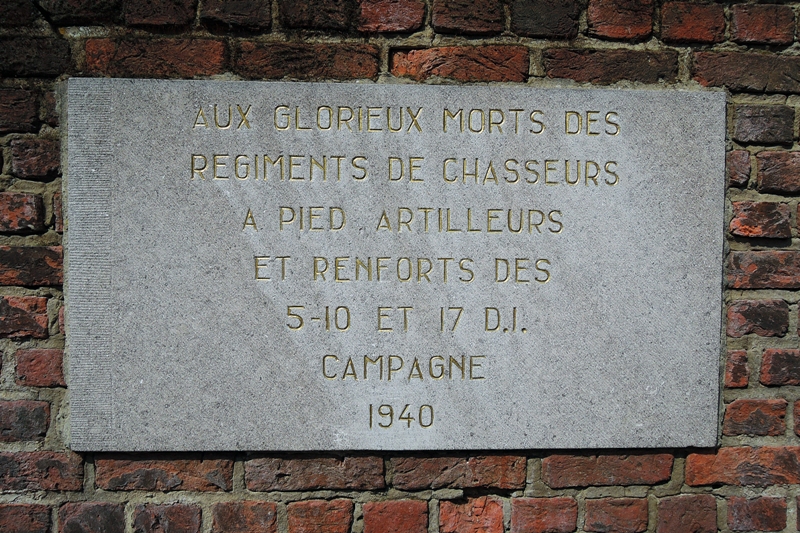 AUX GLORIEUX MORTS DES
REGIMENTS DE CHASSEURS
A PIED ARTILLEURS
ET RENFORTS DES
5-10 ET 17 D.I.
CAMPAGNE
1940